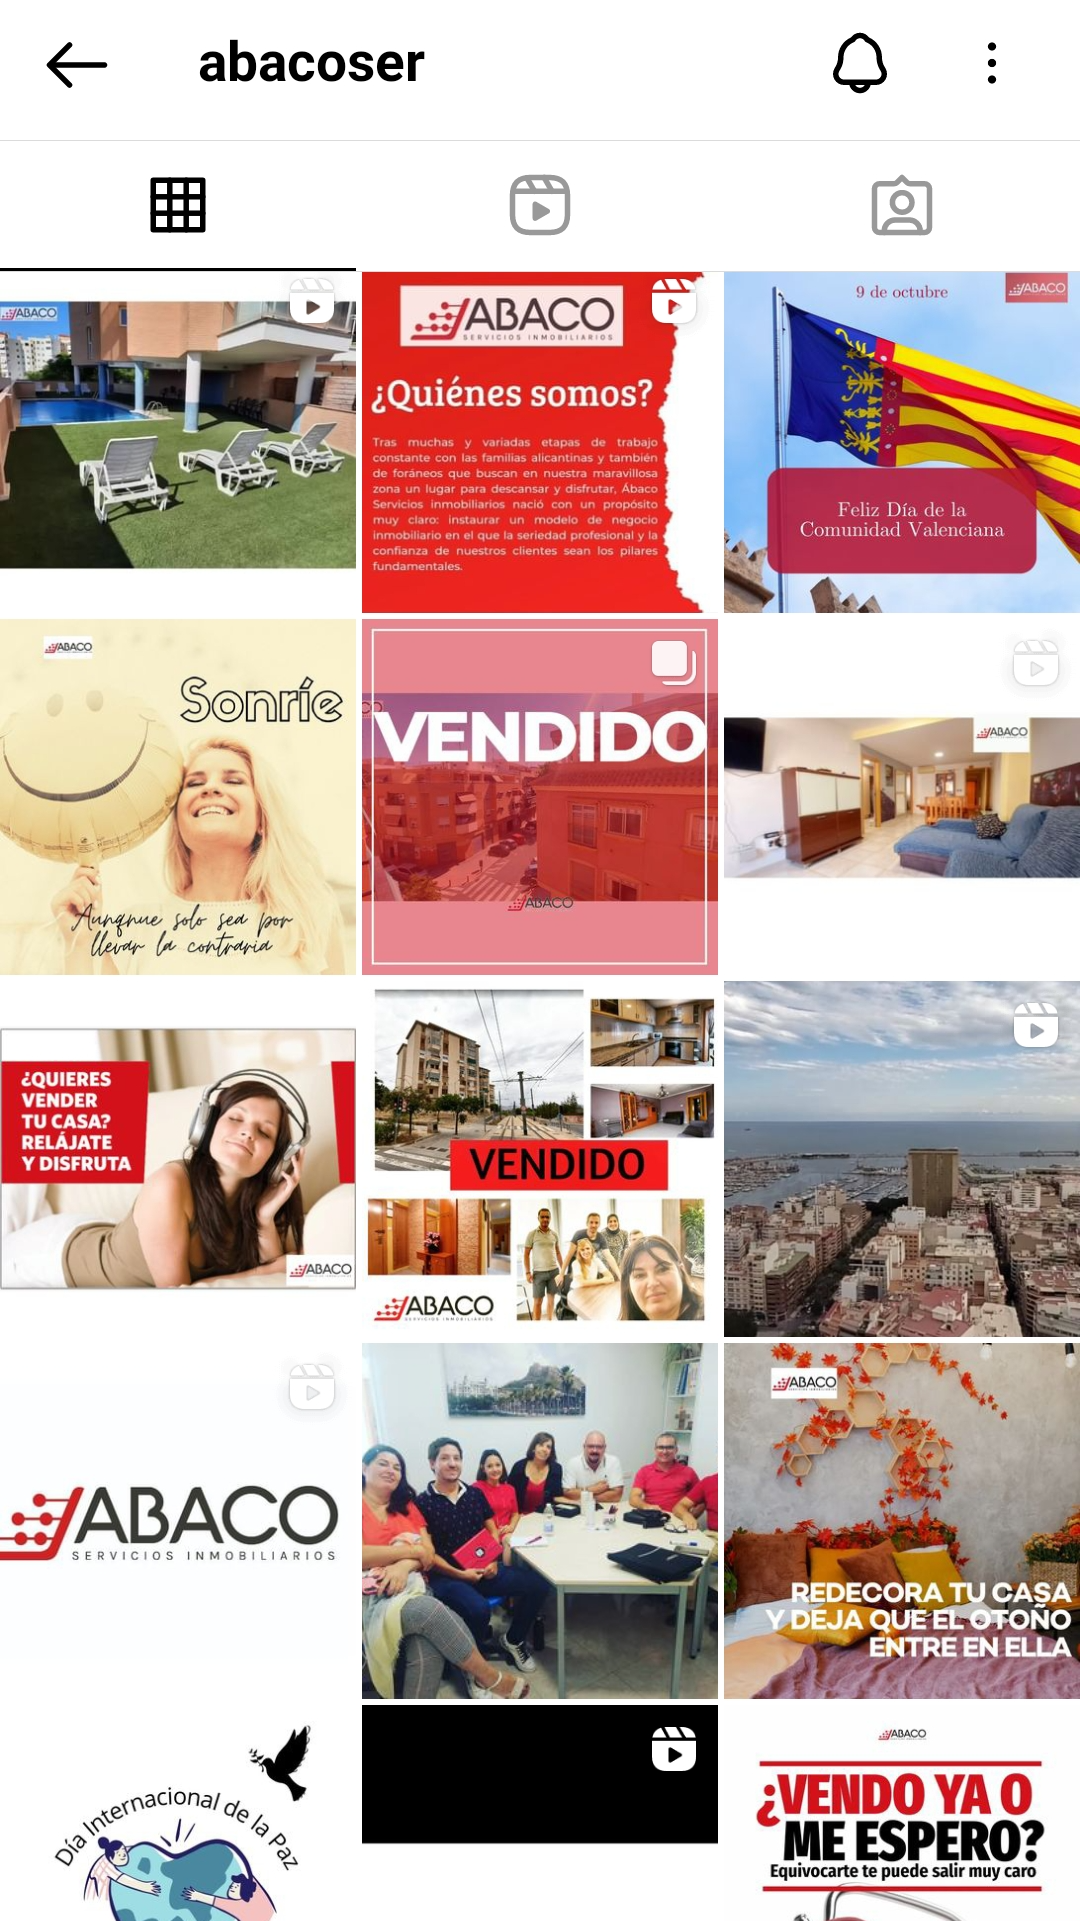 abacoser
ABACO
ABACO
SERVICIOS INMOBILIARIOS
¿Quiénes somos?
Tras muchas y variadas etapas de trabajo
constante con las familias alicantinas y también
de foráneos que buscan en nuestra maravillosa
zona un lugar para descansar y disfrutar, Ábaco
Servicios inmobiliarios nació con un propósito
muy claro: instaurar un modelo de negocio
inmobiliario en el que la seriedad profesional y la
confianza de nuestros clientes sean los pilares
fundamentales.
9 de octubre
ABACO
Feliz Día de la
Comunidad Valenciana
ABACO
Sonríe
Aunqnue solo sea por
llevar la contraria
VENDIDO
ABACO
ABACO
¿QUIERES
VENDER
TU CASA?
RELÁJATE
Y DISFRUTA
ABACO
VENDIDO
ABACO
SERVICIOS INMOBILIARIOS
ABACO
SERVICIOS INMOBILIARIOS
ABACO
REDECORA TU CASA
Y DEJA QUE EL OTOÑO
ENTRE EN ELLA
Día Internacional de la Paz
ABACO
¿VENDO YA O
ME ESPERO?
Equivocarte te puede salir muy caro